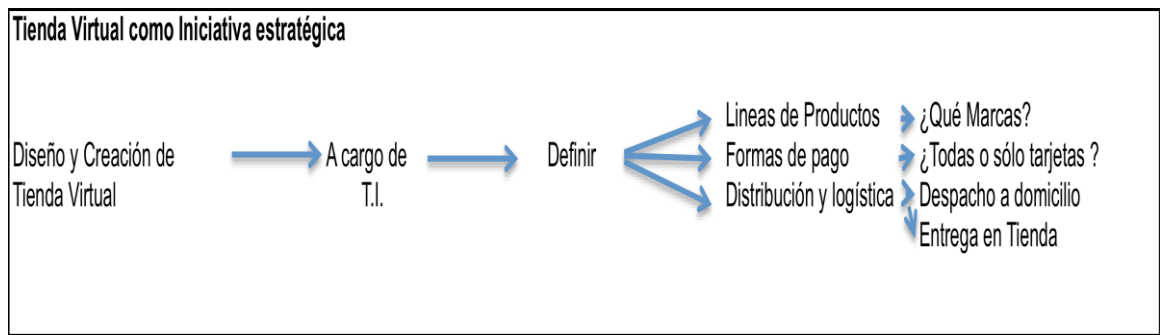 Tienda Virtual como Iniciativa estratégica
Lineas de Productos ¿Qué Marcas?
Diseño y Creación de A cargo de Definir Formas de pago ¿Todas o sólo tarjetas ?
Tienda Virtual T.I. Distribución y logística Despacho a domicilio
Entrega en Tienda